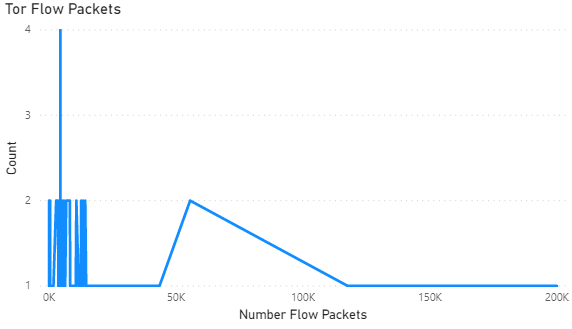 Tor Flow Packets
4
3
2
1
Count
0K 50K 100K 150K 200K
Number Flow Packets